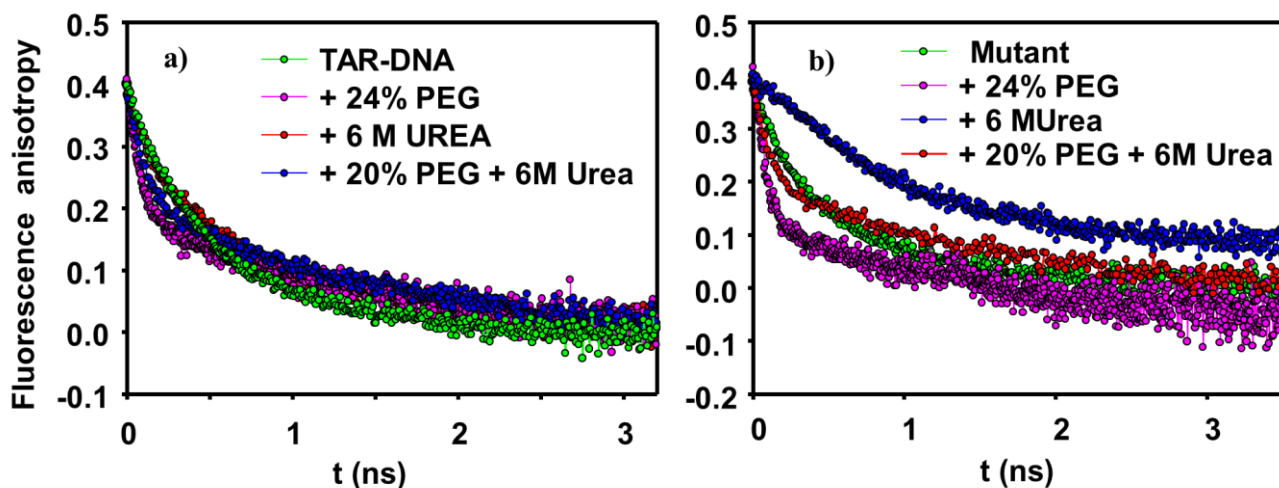 Fluorescence anisotropy
a)
TAR-DNA
+ 24% PEG
+ 6 M UREA
+ 20% PEG + 6M Urea
0.5
0.4
0.3
0.2
0.1
0.0
-0.1
0 1 2 3
t (ns)
b)
Mutant
+ 24% PEG
+ 6 MUrea
+ 20% PEG + 6M Urea
0.5
0.4
0.3
0.2
0.1
0.0
-0.1
-0.2
0 1 2 3
t (ns)